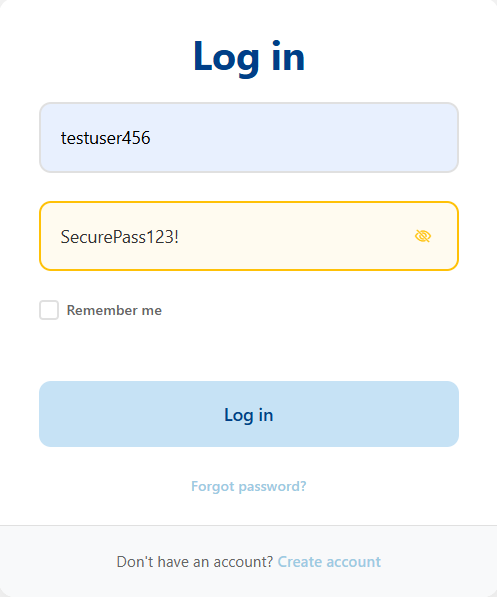 Log in
testuser456
SecurePass123!
Remember me
Log in
Forgot password?
Don't have an account? Create account